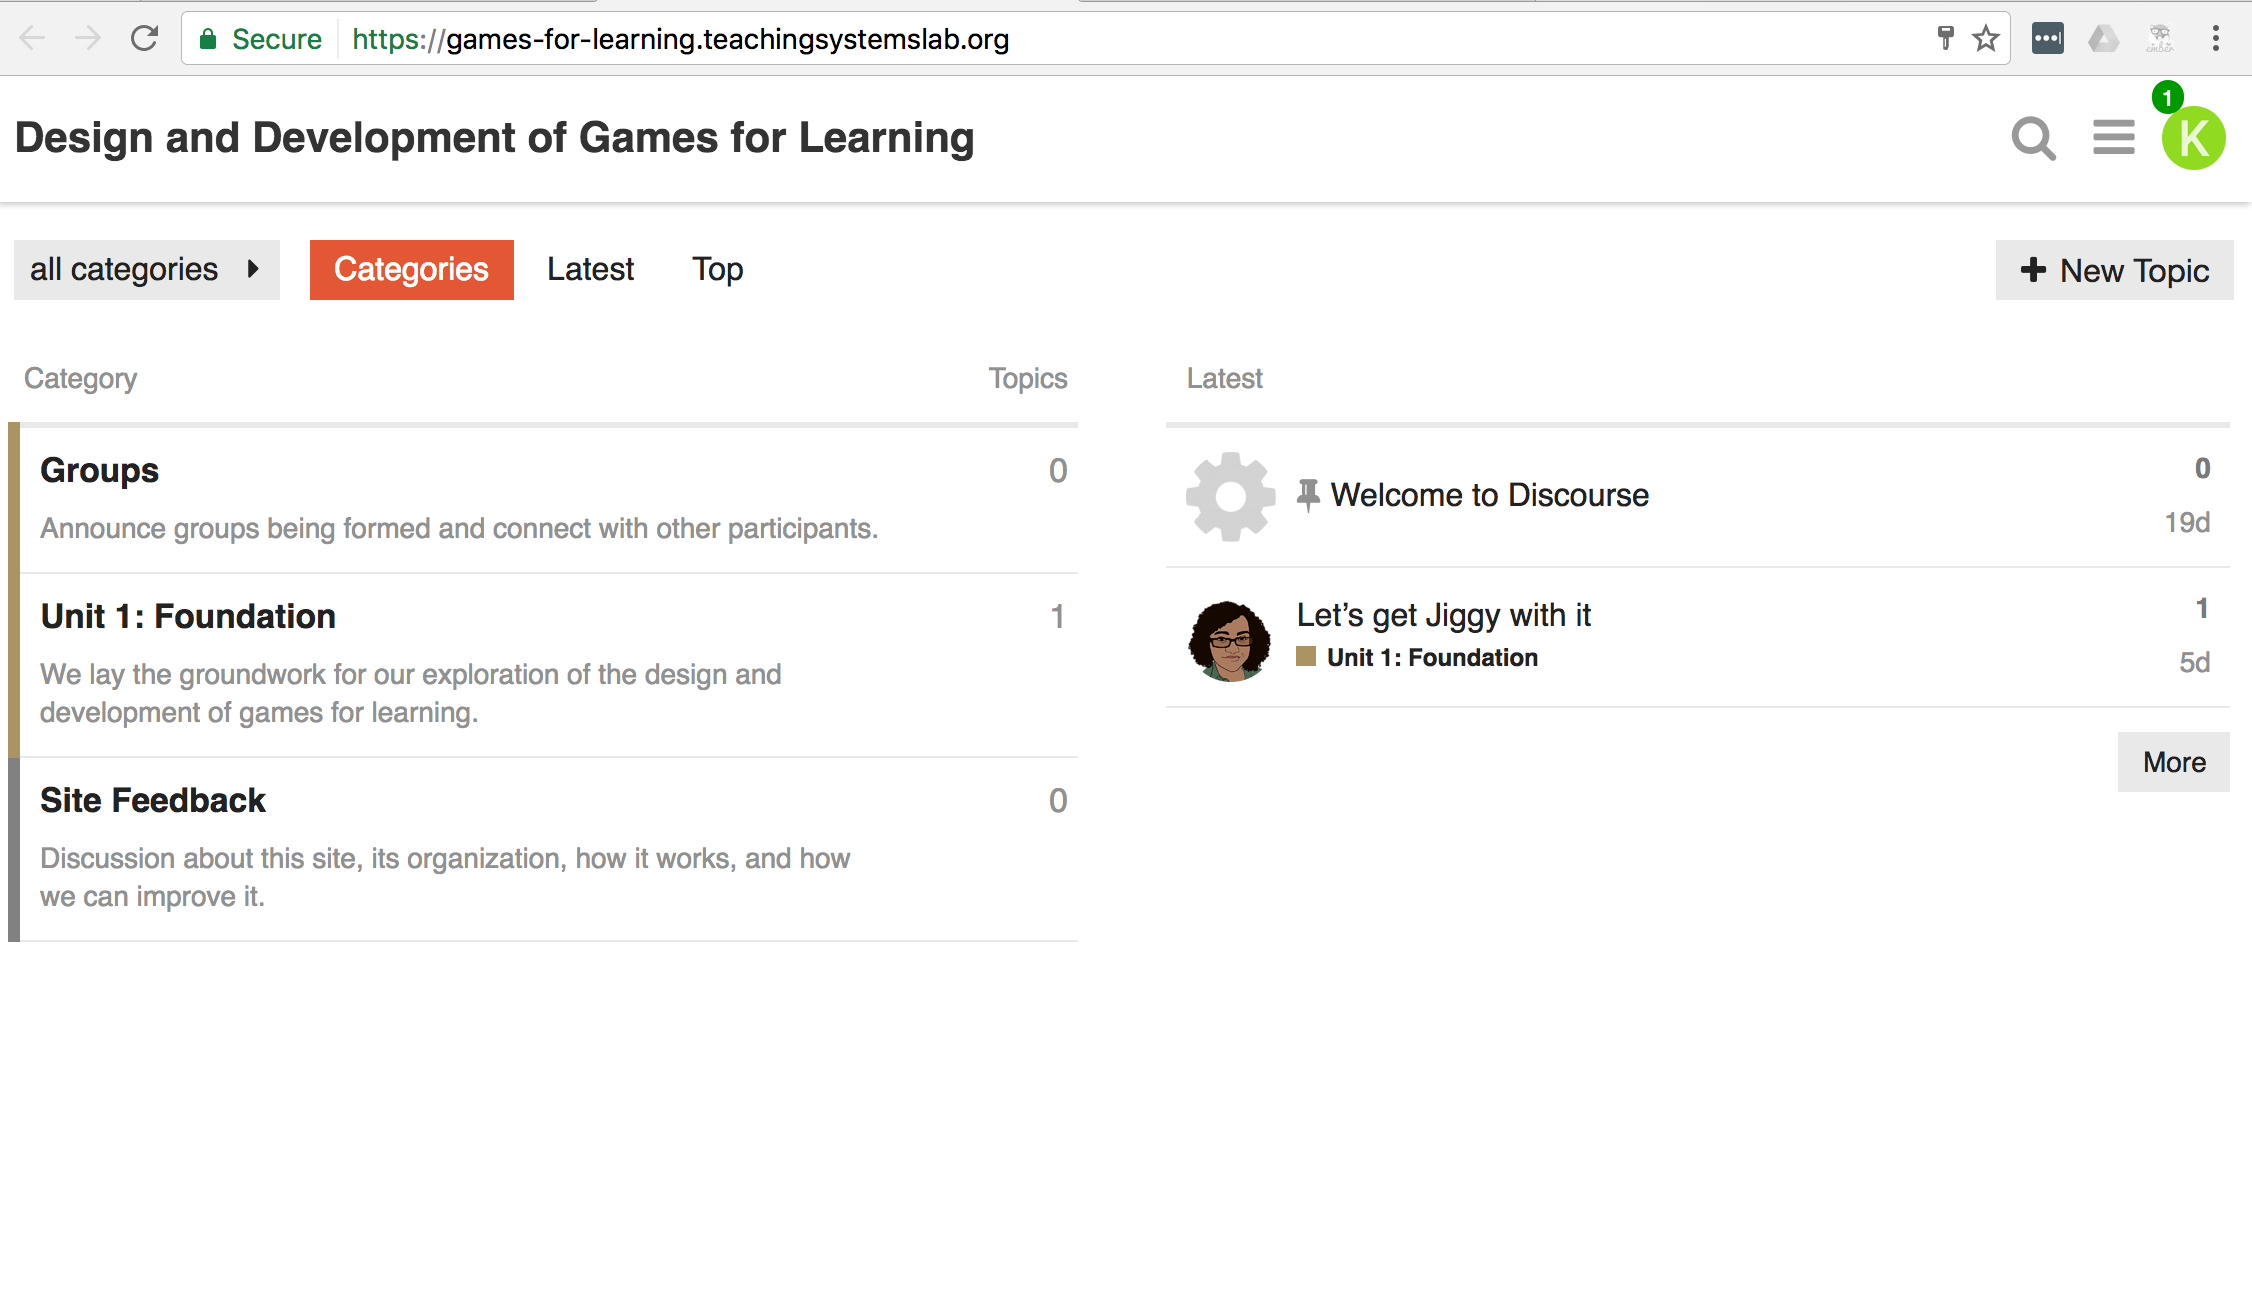 Secure https://games-for-learning.teachingsystemslab.org
Design and Development of Games for Learning
1
K
all categories Categories Latest Top + New Topic
Category Topics
Groups 0
Announce groups being formed and connect with other participants.
Unit 1: Foundation 1
We lay the groundwork for our exploration of the design and
development of games for learning.
Site Feedback 0
Discussion about this site, its organization, how it works, and how
we can improve it.
Latest
Welcome to Discourse 0
19d
Let’s get Jiggy with it 1
Unit 1: Foundation 5d
More